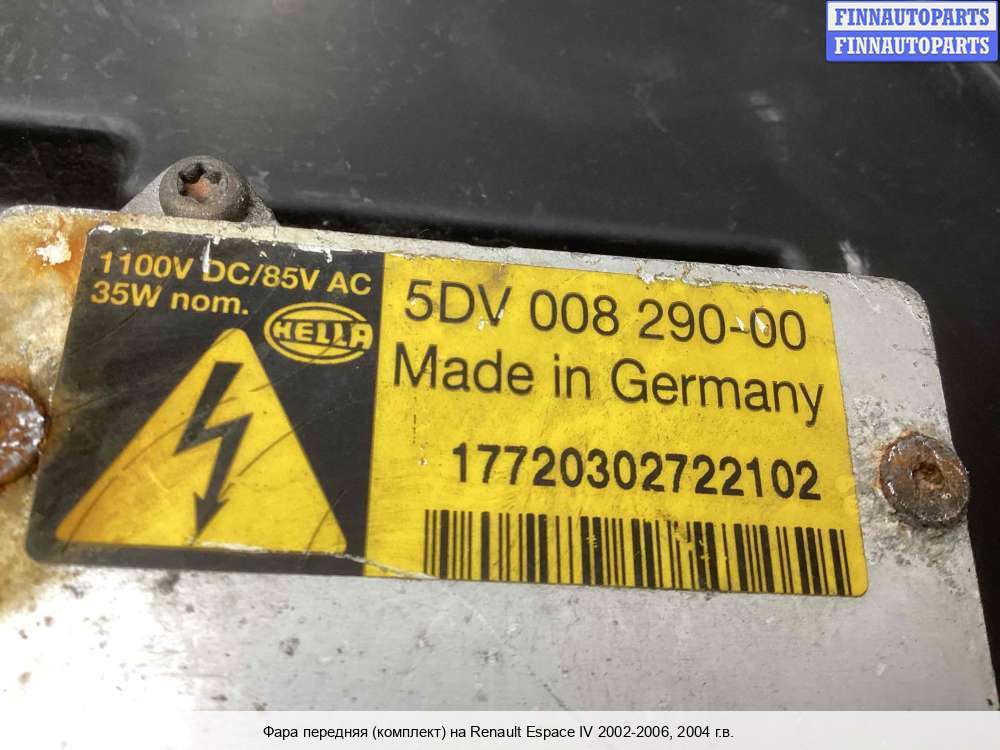 FINNAUTOPARTS
FINNAUTOPARTS
1100V DC/85V AC
35W nom.
HELLA
5DV 008 290-00
Made in Germany
17720302722102
Фара передняя (комплект) на Renault Espace IV 2002-2006, 2004 г.в.